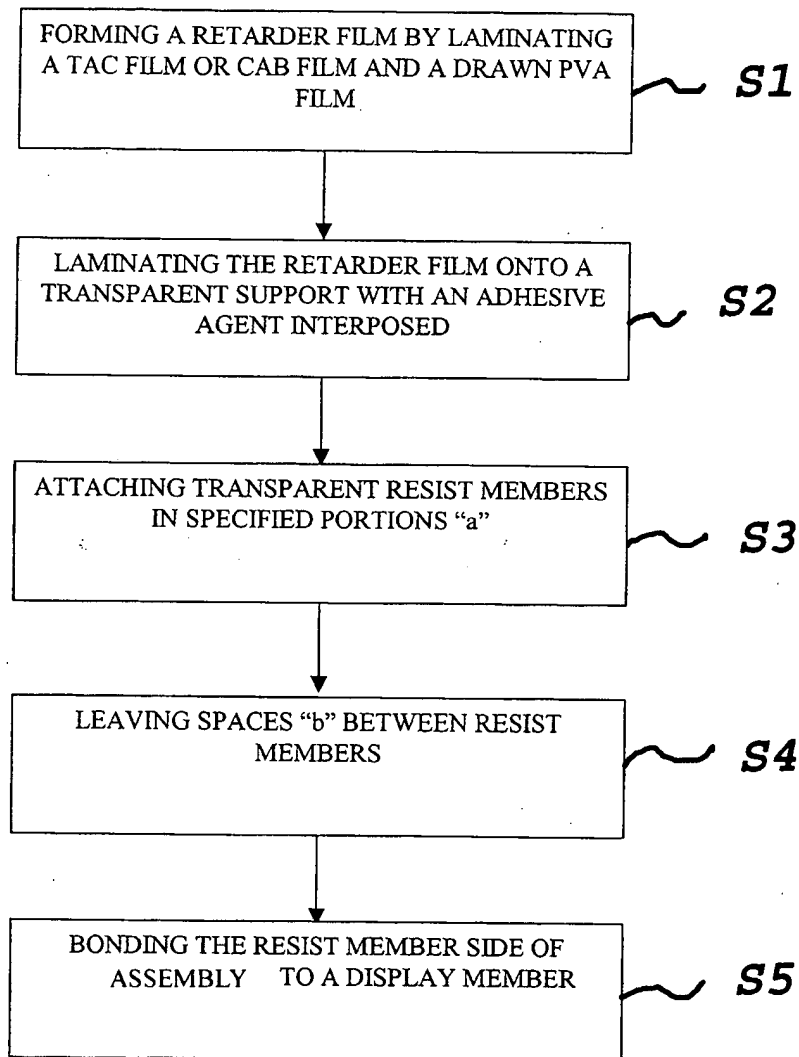 FORMING A RETARDER FILM BY LAMINATING
A TAC FILM OR CAB FILM AND A DRAWN PVA
FILM
S1
LAMINATING THE RETARDER FILM ONTO A
TRANSPARENT SUPPORT WITH AN ADHESIVE
AGENT INTERPOSED
S2
ATTACHING TRANSPARENT RESIST MEMBERS
IN SPECIFIED PORTIONS “a”
S3
LEAVING SPACES “b” BETWEEN RESIST
MEMBERS
S4
BONDING THE RESIST MEMBER SIDE OF
ASSEMBLY TO A DISPLAY MEMBER
S5